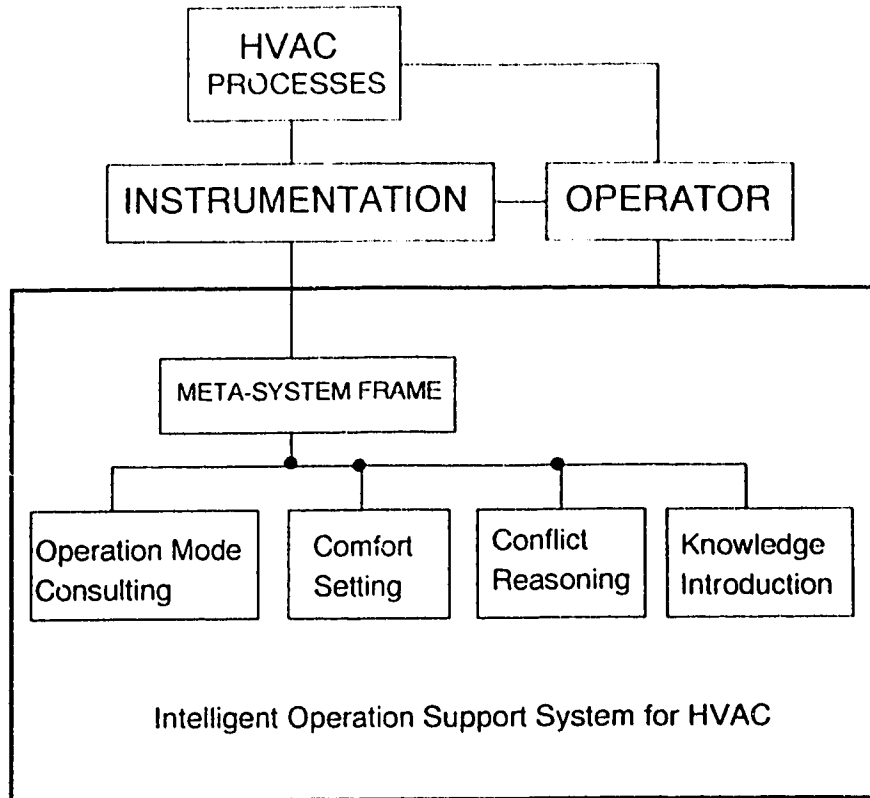 HVAC
PROCESSES
INSTRUMENTATION
OPERATOR
META-SYSTEM FRAME
Operation Mode
Consulting
Comfort
Setting
Conflict
Reasoning
Knowledge
Introduction
Intelligent Operation Support System for HVAC